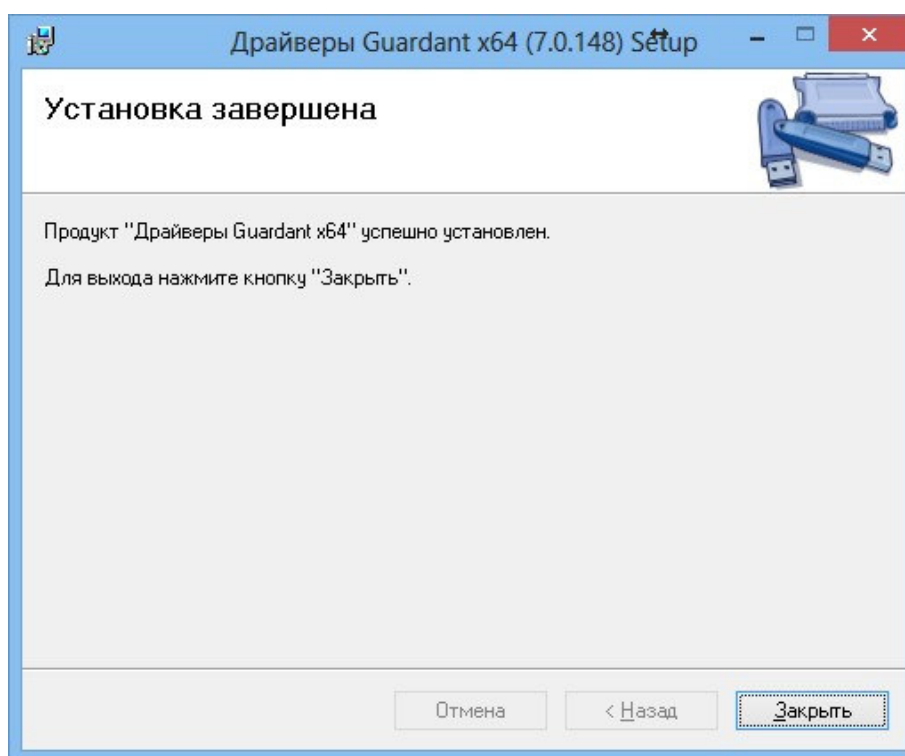 Драйверы Guardant x64 (7.0.148) Setup
Установка завершена
Продукт "Драйверы Guardant x64" успешно установлен.
Для выхода нажмите кнопку "Закрыть".
Отмена
< Назад
Закрыть